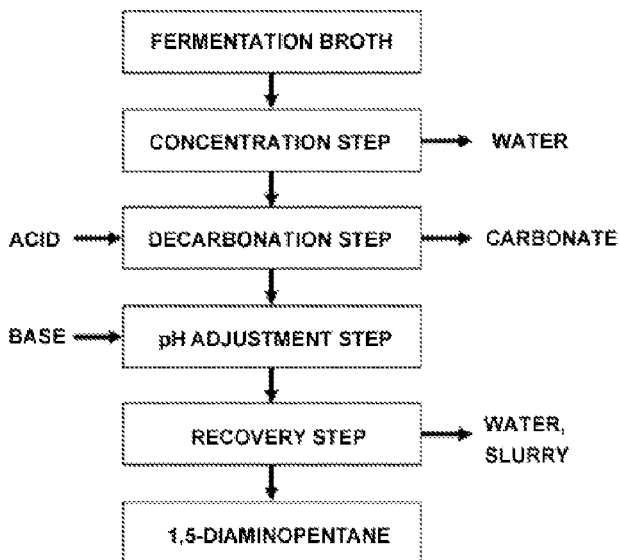 FERMENTATION BROTH
CONCENTRATION STEP
WATER
ACID
DECARBONATION STEP
CARBONATE
BASE
pH ADJUSTMENT STEP
RECOVERY STEP
WATER,
SLURRY
1,5-DIAMINOPENTANE